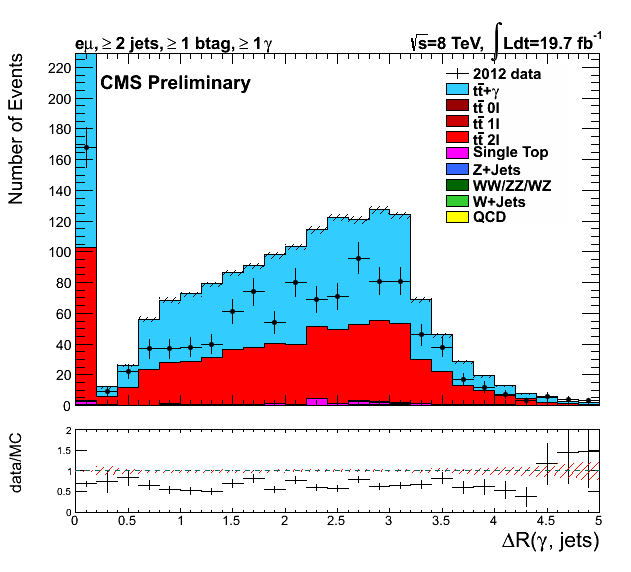 eμ, ≥ 2 jets, ≥ 1 btag, ≥ 1 γ
√s=8 TeV, ∫ Ldt=19.7 fb⁻¹
CMS Preliminary
Number of Events
220
200
180
160
140
120
100
80
60
40
20
0
2012 data
tt̄+γ
tt̄ 0l
tt̄ 1l
tt̄ 2l
Single Top
Z+Jets
WW/ZZ/WZ
W+Jets
QCD
data/MC
2
1.5
1
0.5
0
0 0.5 1 1.5 2 2.5 3 3.5 4 4.5 5
ΔR(γ, jets)